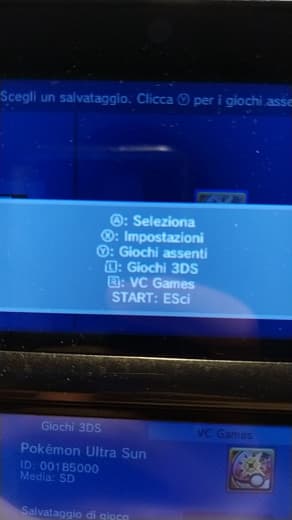 Scegli un salvataggio. Clicca Ⓨ per i giochi asse
Ⓐ: Seleziona
Ⓧ: Impostazioni
Ⓨ: Giochi assenti
🄻: Giochi 3DS
🅁: VC Games
START: ESci
Giochi 3DS
VC Games
Pokémon Ultra Sun
ID: 001B5000
Media: SD
Salvataggio di gioco